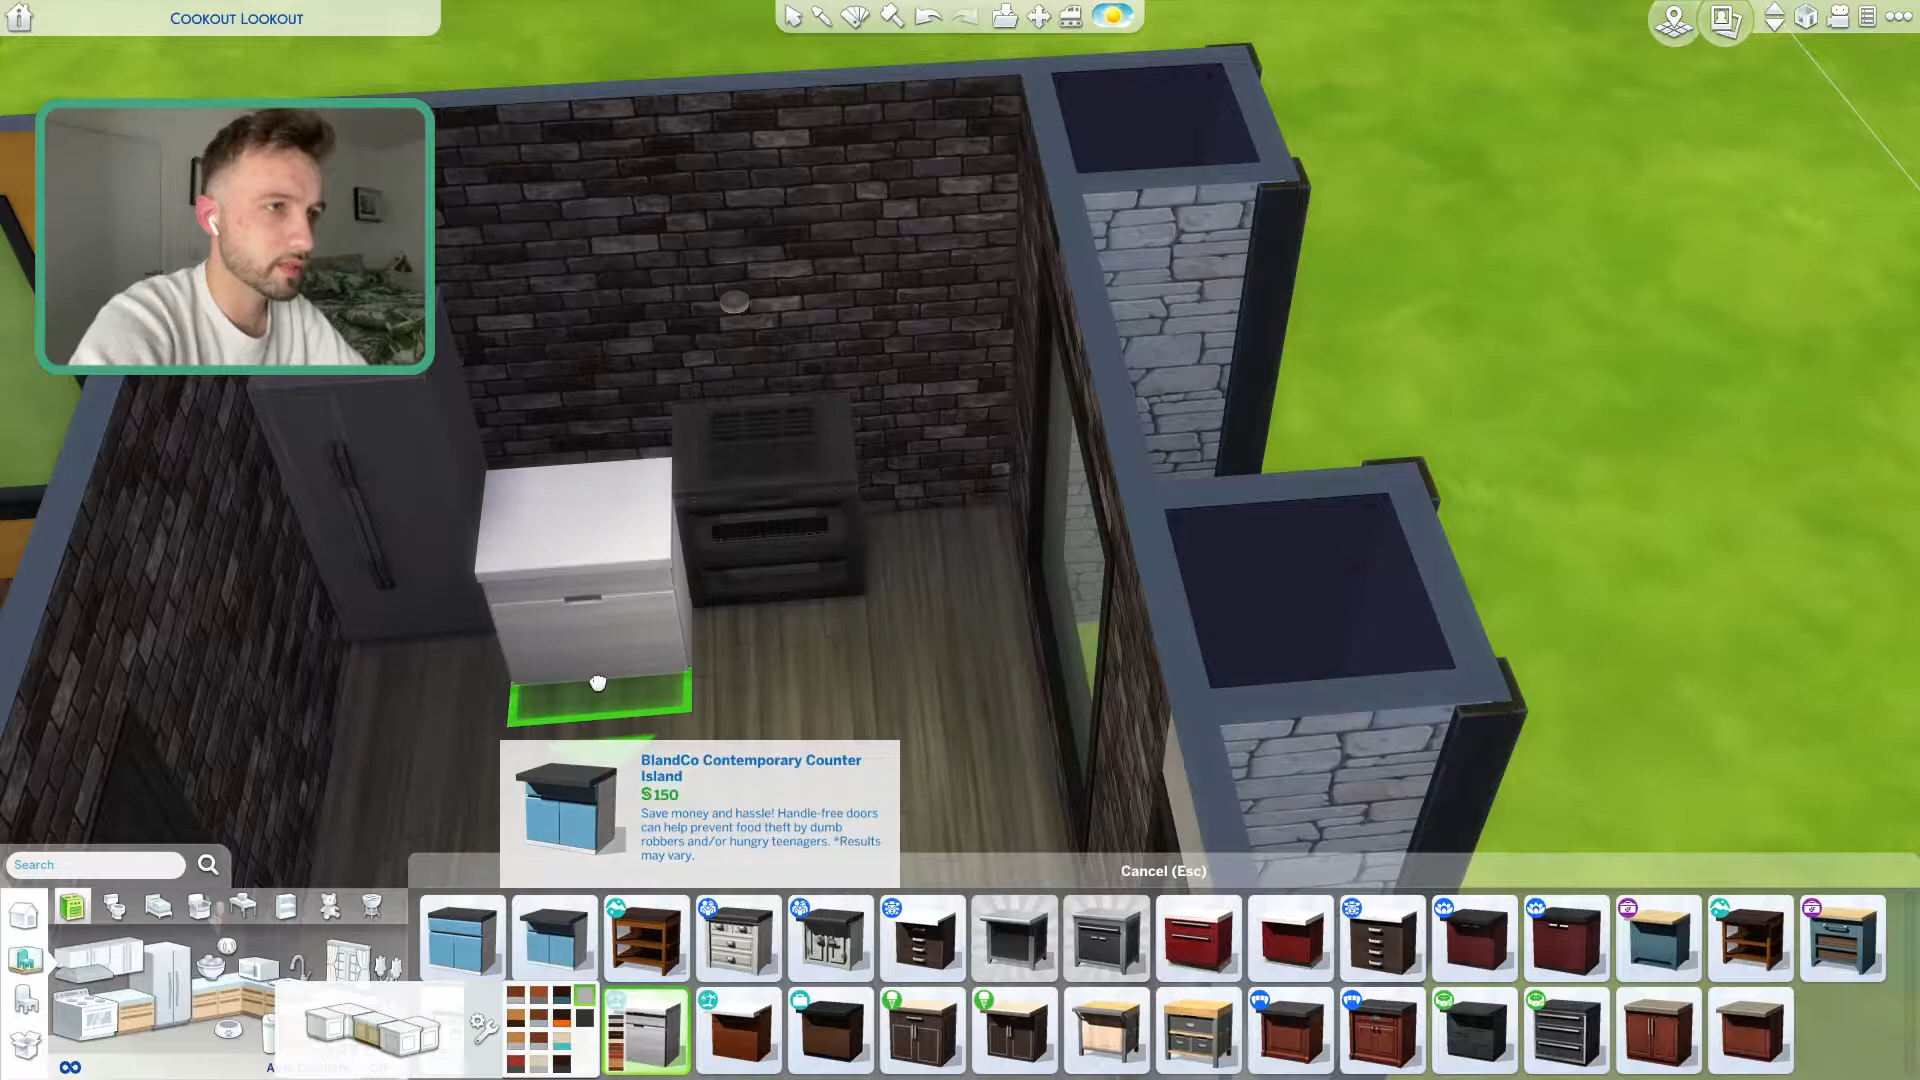 COOKOUT LOOKOUT
BlandCo Contemporary Counter
Island
§150
Save money and hassle! Handle-free doors
can help prevent food theft by dumb
robbers and/or hungry teenagers. *Results
may vary.
Search
Cancel (Esc)